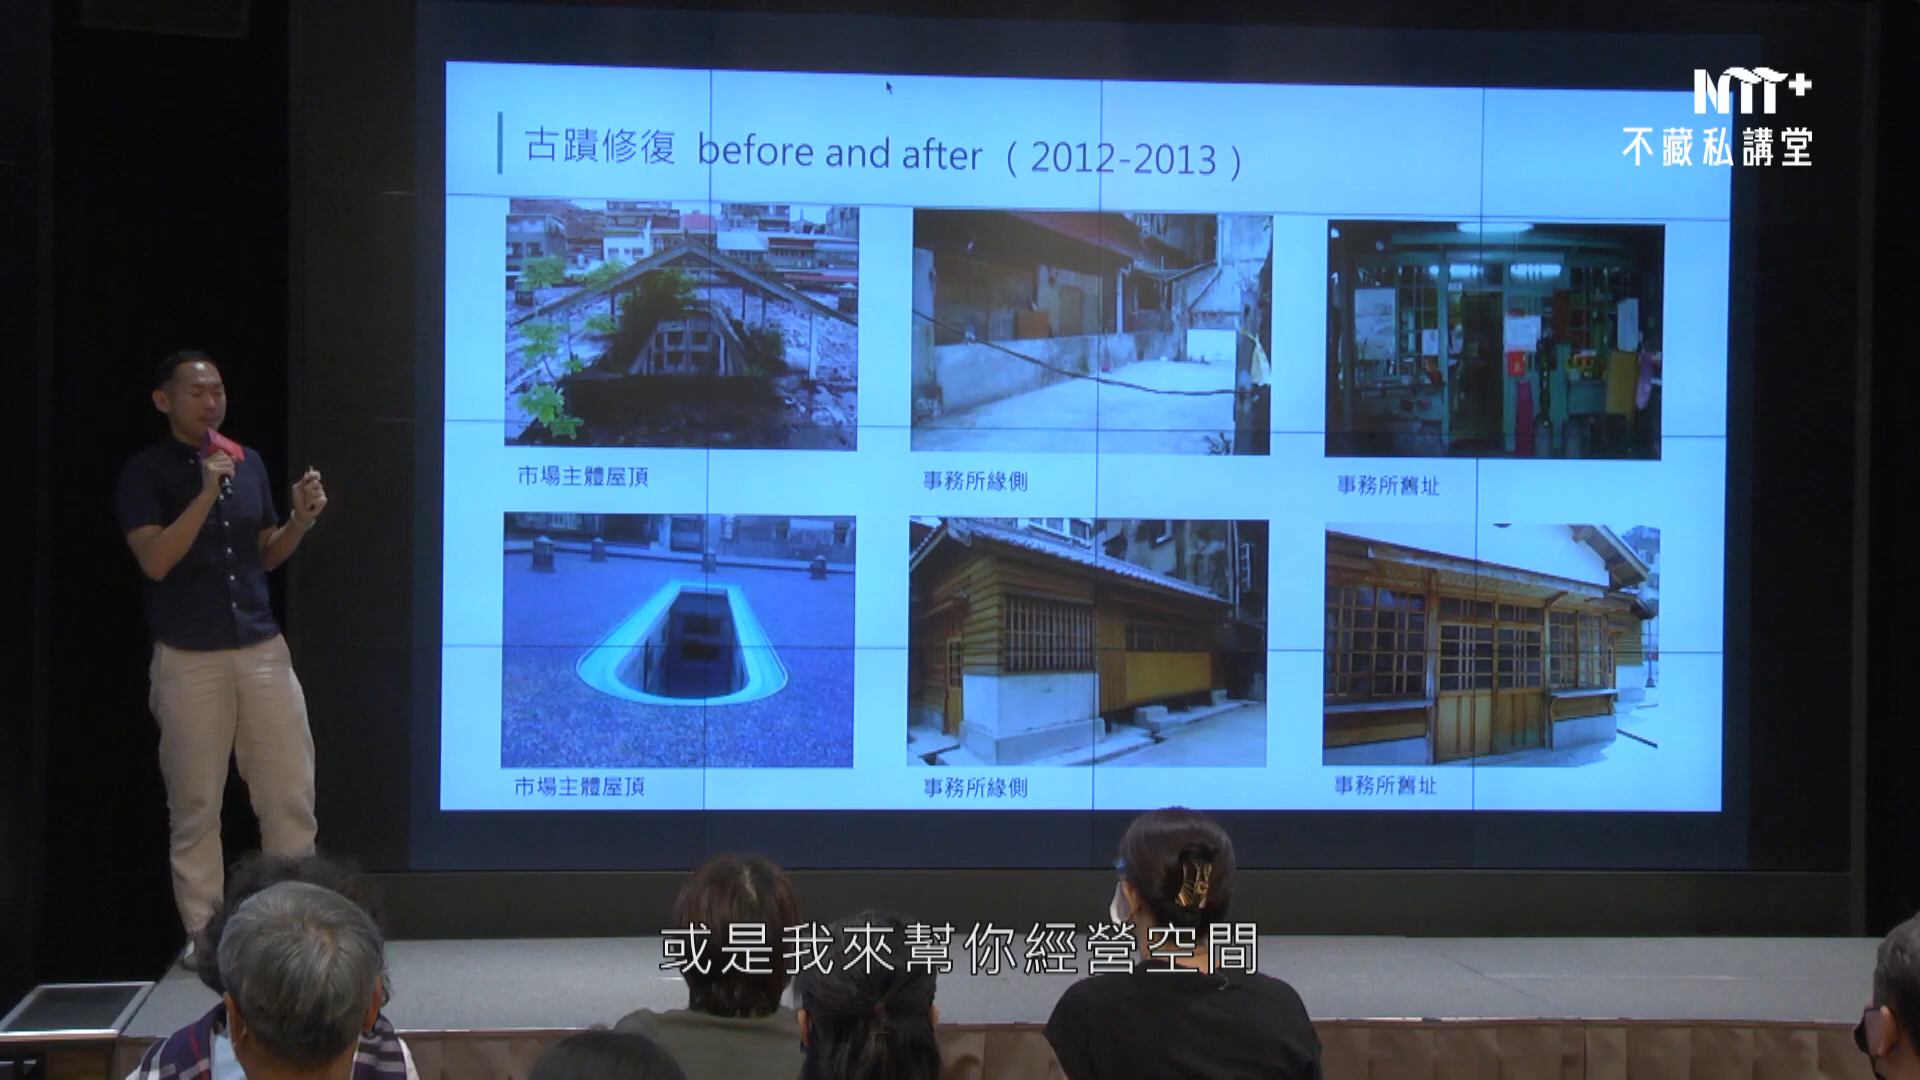 NTT+
不藏私講堂
古蹟修復 before and after （2012-2013）
市場主體屋頂
事務所緣側
事務所舊址
市場主體屋頂
事務所緣側
事務所舊址
或是我來幫你經營空間